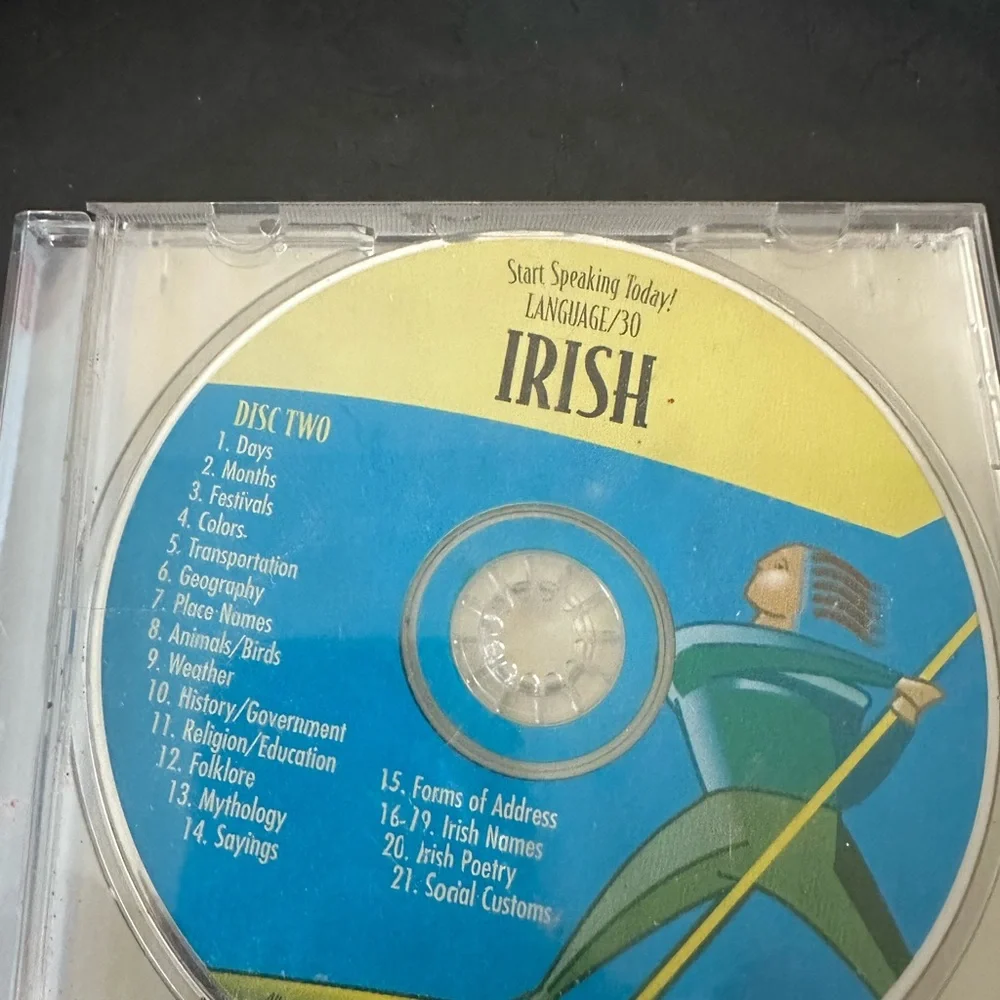 Start Speaking Today!
LANGUAGE/30
IRISH
DISC TWO
1. Days
2. Months
3. Festivals
4. Colors
5. Transportation
6. Geography
7. Place Names
8. Animals/Birds
9. Weather
10. History/Government
11. Religion/Education
12. Folklore
13. Mythology
14. Sayings
15. Forms of Address
16-19. Irish Names
20. Irish Poetry
21. Social Customs